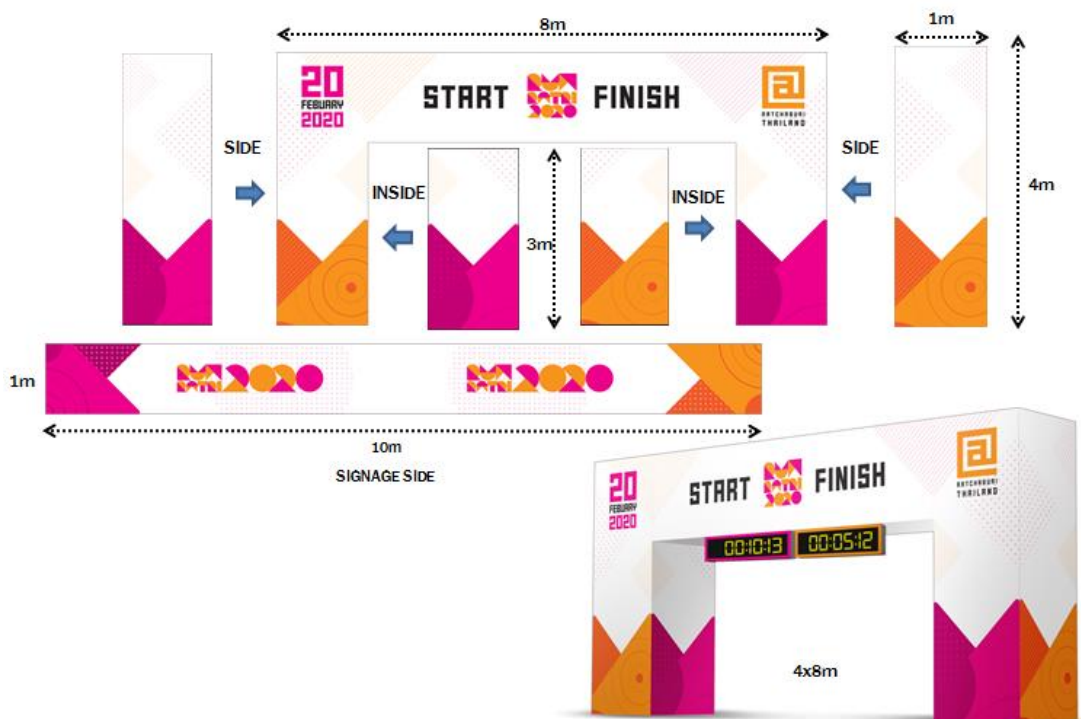 8m
1m
20
FEBUARY
2020
START
FINISH
@
RATCHABURI
THAILAND
SIDE
SIDE
INSIDE
INSIDE
3m
4m
1m
2020
2020
10m
SIGNAGE SIDE
20
FEBUARY
2020
START
FINISH
@
RATCHABURI
THAILAND
00:10:13
00:05:12
4x8m